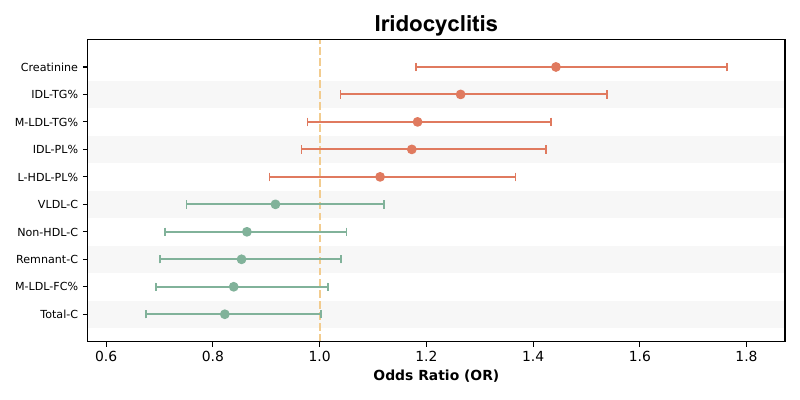 Iridocyclitis
Creatinine
IDL-TG%
M-LDL-TG%
IDL-PL%
L-HDL-PL%
VLDL-C
Non-HDL-C
Remnant-C
M-LDL-FC%
Total-C
0.6 0.8 1.0 1.2 1.4 1.6 1.8
Odds Ratio (OR)